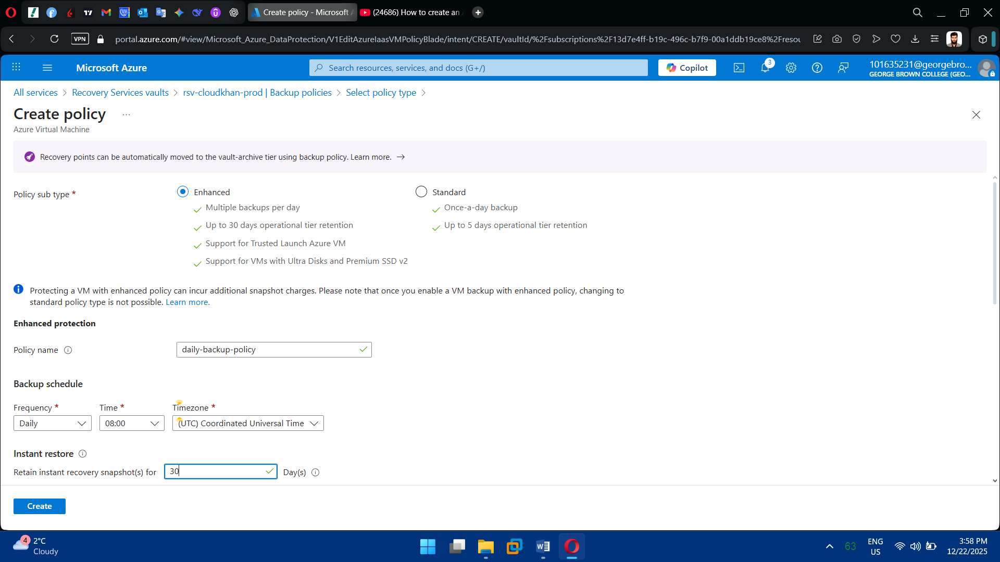 Create policy - Microsoft A
(24686) How to create an
VPN
portal.azure.com/#view/Microsoft_Azure_DataProtection/V1EditAzureIaasVMPolicyBlade/intent/CREATE/vaultId/%2Fsubscriptions%2F13d7e4ff-b19c-496c-b7f9-00a1ddb19ce8%2Fresou
Microsoft Azure
Search resources, services, and docs (G+/)
Copilot
3
101635231@georgebro...
GEORGE BROWN COLLEGE (GEO...
All services > Recovery Services vaults > rsv-cloudkhan-prod | Backup policies > Select policy type >
Create policy ...
Azure Virtual Machine
Recovery points can be automatically moved to the vault-archive tier using backup policy. Learn more. →
Policy sub type *
Enhanced
Multiple backups per day
Up to 30 days operational tier retention
Support for Trusted Launch Azure VM
Support for VMs with Ultra Disks and Premium SSD v2
Standard
Once-a-day backup
Up to 5 days operational tier retention
Protecting a VM with enhanced policy can incur additional snapshot charges. Please note that once you enable a VM backup with enhanced policy, changing to
standard policy type is not possible. Learn more.
Enhanced protection
Policy name
daily-backup-policy
Backup schedule
Frequency * Time * Timezone *
Daily 08:00 (UTC) Coordinated Universal Time
Instant restore
Retain instant recovery snapshot(s) for 30 Day(s)
Create
4
2°C
Cloudy
63
ENG
US
3:58 PM
12/22/2025